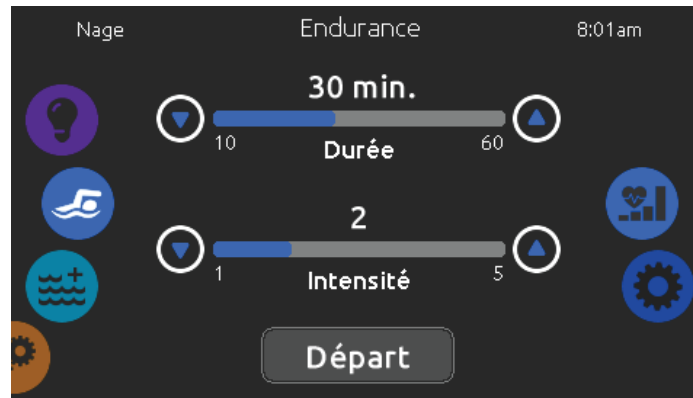 Nage Endurance 8:01am
30 min.
10 Durée 60
2
1 Intensité 5
Départ